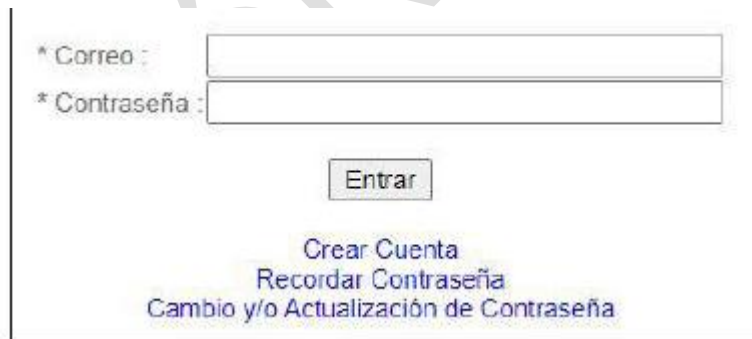 * Correo :
* Contraseña :
Entrar
Crear Cuenta
Recordar Contraseña
Cambio y/o Actualización de Contraseña